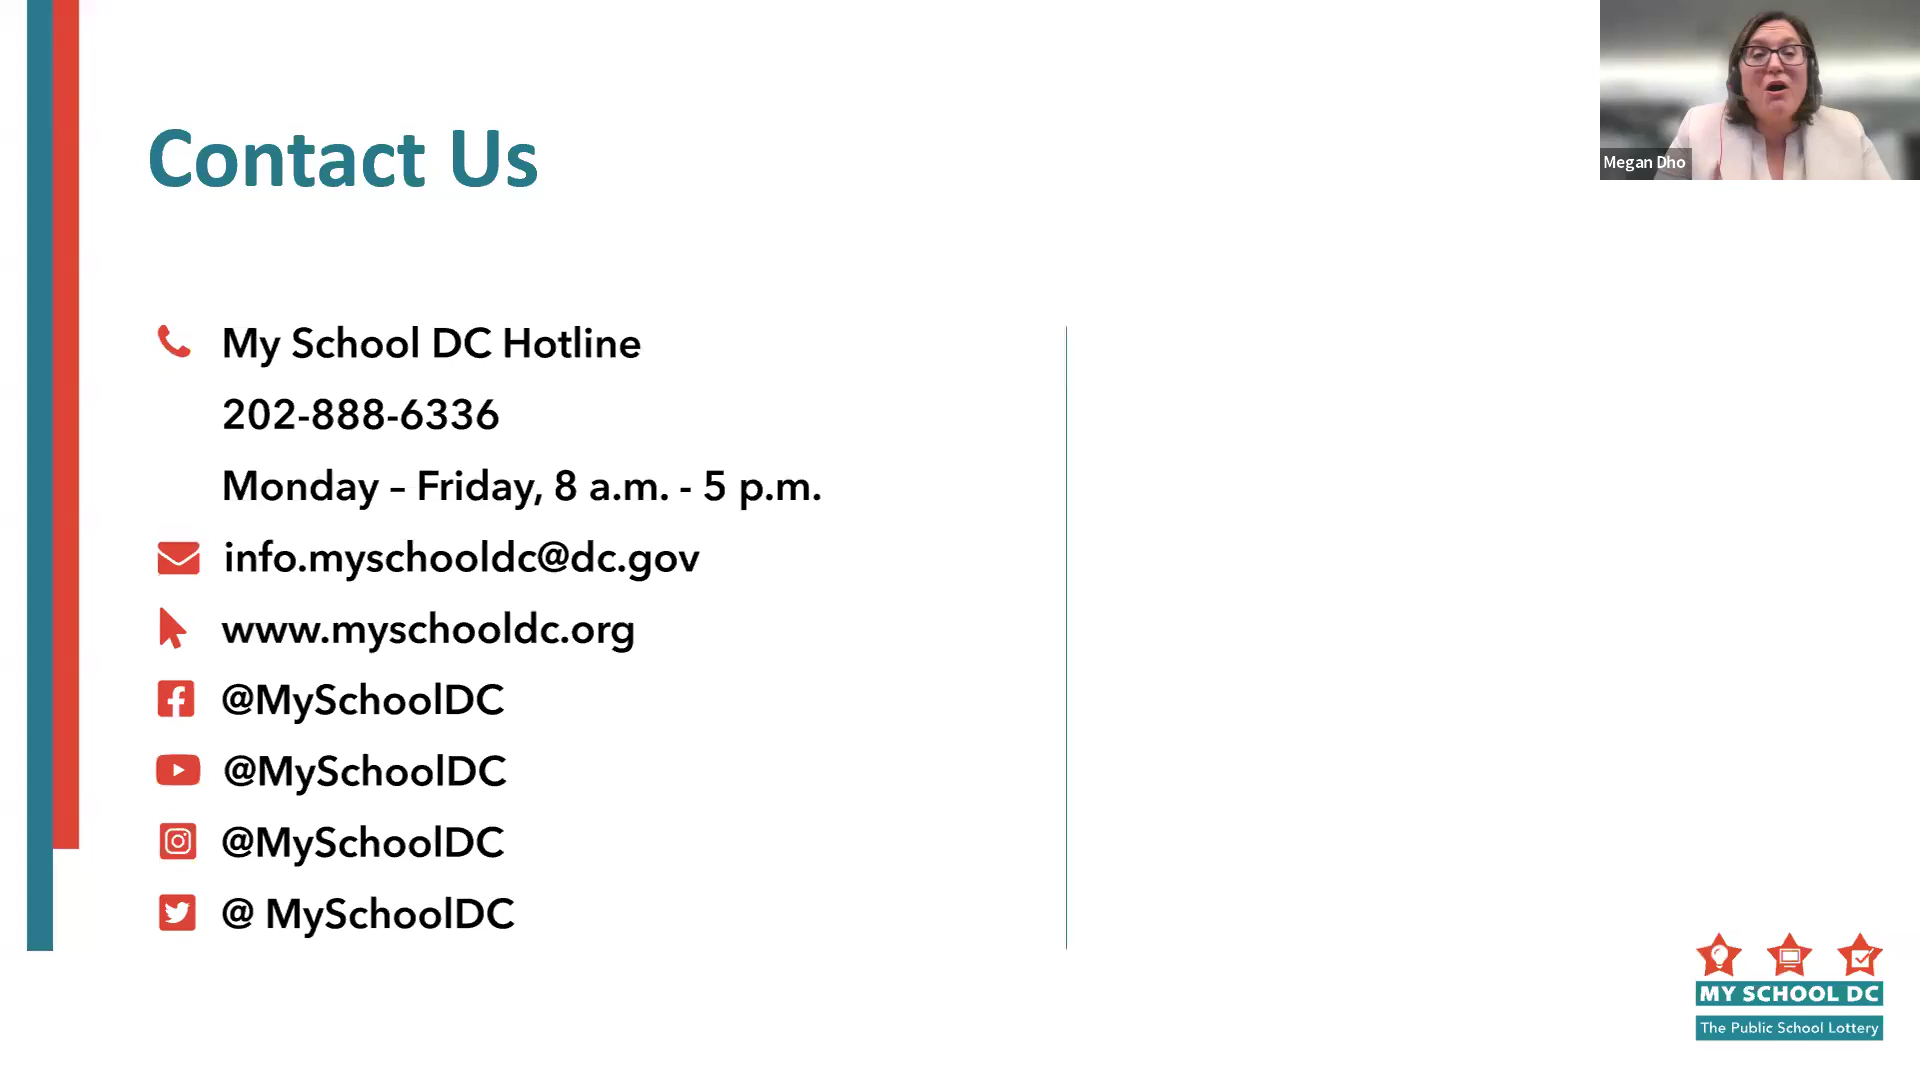 Contact Us
Megan Dho
My School DC Hotline
202-888-6336
Monday – Friday, 8 a.m. - 5 p.m.
info.myschooldc@dc.gov
www.myschooldc.org
@MySchoolDC
@MySchoolDC
@MySchoolDC
@ MySchoolDC
MY SCHOOL DC
The Public School Lottery